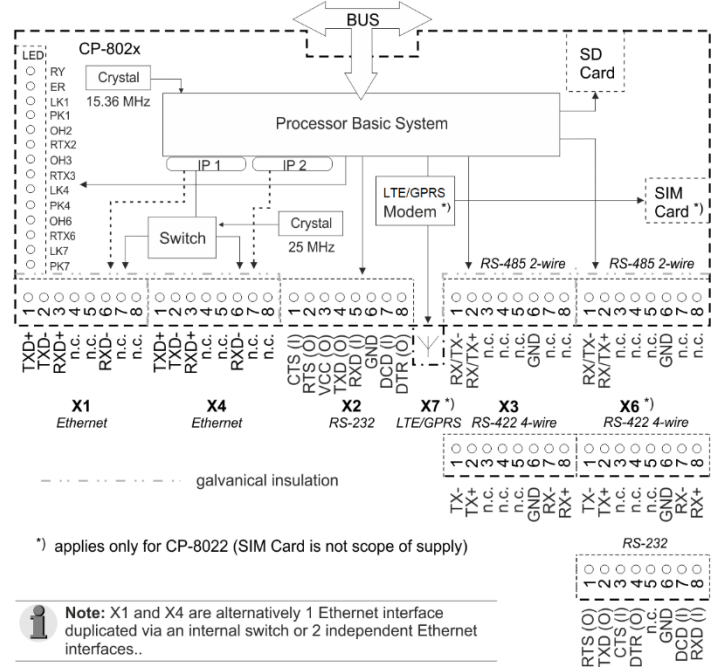 BUS
CP-802x
LED
RY
ER
LK1
PK1
OH2
RTX2
OH3
RTX3
LK4
PK4
OH6
RTX6
LK7
PK7
Crystal
15.36 MHz
SD
Card
Processor Basic System
IP 1
IP 2
LTE/GPRS
Modem *)
SIM
Card *)
Switch
Crystal
25 MHz
RS-485 2-wire
RS-485 2-wire
1 2 3 4 5 6 7 8
TXD+ TXD- RXD+ n.c. n.c. RXD- n.c. n.c.
X1
Ethernet
1 2 3 4 5 6 7 8
TXD+ TXD- RXD+ n.c. n.c. RXD- n.c. n.c.
X4
Ethernet
1 2 3 4 5 6 7 8
CTS (I) RTS (O) VCC (O) TXD (O) RXD (I) GND DCD (I) DTR (O)
X2
RS-232
X7 *)
LTE/GPRS
1 2 3 4 5 6 7 8
RX/TX- RX/TX+ n.c. n.c. n.c. GND n.c. n.c.
X3
RS-422 4-wire
1 2 3 4 5 6 7 8
TX- TX+ n.c. n.c. n.c. GND RX- RX+
1 2 3 4 5 6 7 8
RX/TX- RX/TX+ n.c. n.c. n.c. GND n.c. n.c.
X6 *)
RS-422 4-wire
1 2 3 4 5 6 7 8
TX- TX+ n.c. n.c. n.c. GND RX- RX+
RS-232
1 2 3 4 5 6 7 8
RTS (O) TXD (O) CTS (I) DTR (O) n.c. GND DCD (I) RXD (I)
galvanical insulation
*) applies only for CP-8022 (SIM Card is not scope of supply)
Note: X1 and X4 are alternatively 1 Ethernet interface
duplicated via an internal switch or 2 independent Ethernet
interfaces..